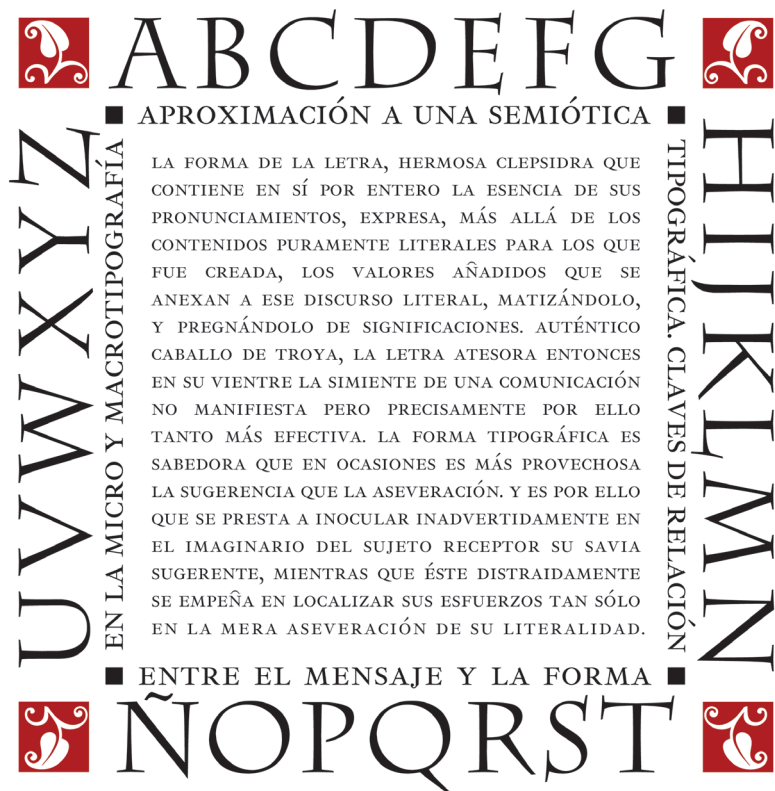 ABCDEFG
APROXIMACIÓN A UNA SEMIÓTICA
TIPOGRÁFICA. CLAVES DE RELACIÓN
HIJKLMN
LA FORMA DE LA LETRA, HERMOSA CLEPSIDRA QUE
CONTIENE EN SÍ POR ENTERO LA ESENCIA DE SUS
PRONUNCIAMIENTOS, EXPRESA, MÁS ALLÁ DE LOS
CONTENIDOS PURAMENTE LITERALES PARA LOS QUE
FUE CREADA, LOS VALORES AÑADIDOS QUE SE
ANEXAN A ESE DISCURSO LITERAL, MATIZÁNDOLO,
Y PREGNÁNDOLO DE SIGNIFICACIONES. AUTÉNTICO
CABALLO DE TROYA, LA LETRA ATESORA ENTONCES
EN SU VIENTRE LA SIMIENTE DE UNA COMUNICACIÓN
NO MANIFIESTA PERO PRECISAMENTE POR ELLO
TANTO MÁS EFECTIVA. LA FORMA TIPOGRÁFICA ES
SABEDORA QUE EN OCASIONES ES MÁS PROVECHOSA
LA SUGERENCIA QUE LA ASEVERACIÓN. Y ES POR ELLO
QUE SE PRESTA A INOCULAR INADVERTIDAMENTE EN
EL IMAGINARIO DEL SUJETO RECEPTOR SU SAVIA
SUGERENTE, MIENTRAS QUE ÉSTE DISTRAIDAMENTE
SE EMPEÑA EN LOCALIZAR SUS ESFUERZOS TAN SÓLO
EN LA MERA ASEVERACIÓN DE SU LITERALIDAD.
ENTRE EL MENSAJE Y LA FORMA
ÑOPQRST
EN LA MICRO Y MACROTIPOGRAFÍA
UVWXYZ